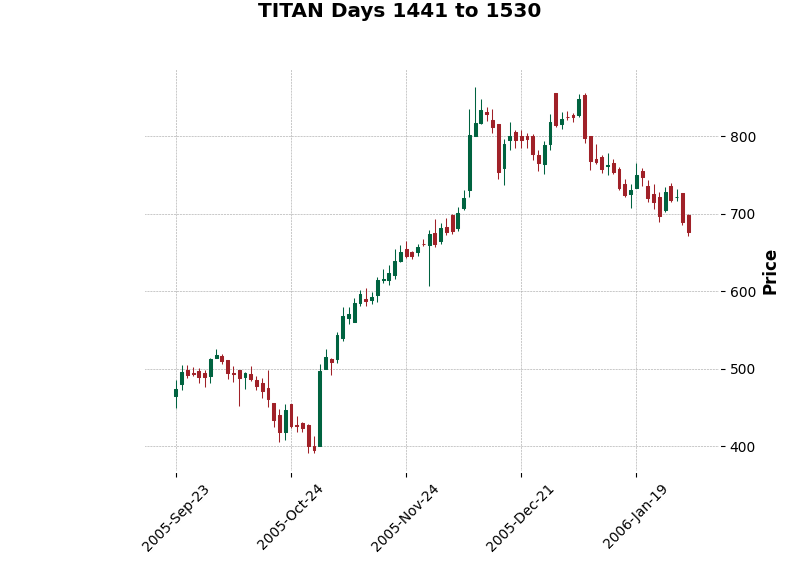 TITAN Days 1441 to 1530
800
700
600
500
400
Price
2005-Sep-23
2005-Oct-24
2005-Nov-24
2005-Dec-21
2006-Jan-19